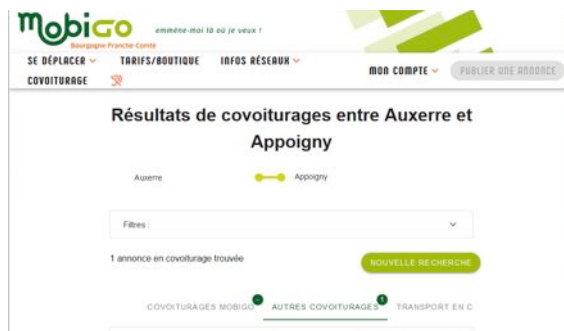 MobiGo
Bourgogne-Franche-Comté
emmène-moi là où je veux !
SE DÉPLACER TARIFS/BOUTIQUE INFOS RÉSEAUX
COVOITURAGE
MON COMPTE PUBLIER UNE ANNONCE
Résultats de covoiturages entre Auxerre et
Appoigny
Auxerre Appoigny
Filtres :
1 annonce en covoiturage trouvée
NOUVELLE RECHERCHE
COVOITURAGES MOBIGO - AUTRES COVOITURAGES 1 TRANSPORT EN C